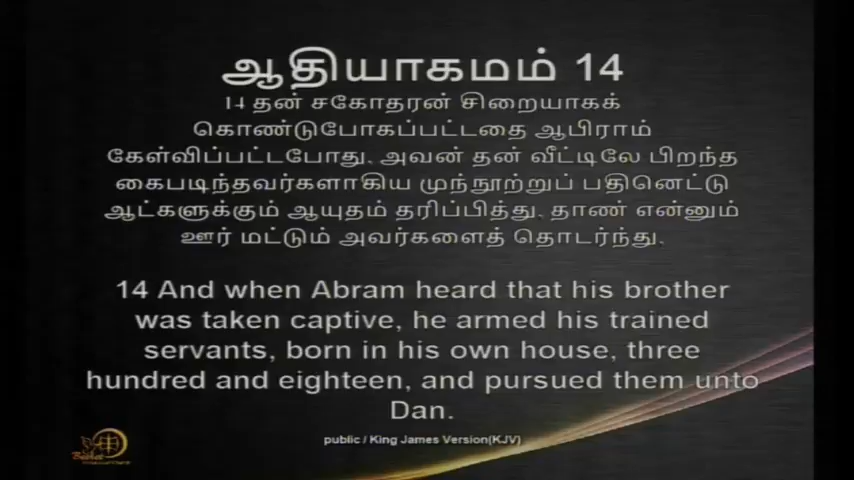 ஆதியாகமம் 14
14 தன் சகோதரன் சிறையாகக்
கொண்டுபோகப்பட்டதை ஆபிராம்
கேள்விப்பட்டபோது, அவன் தன் வீட்டிலே பிறந்த
கைபடிந்தவர்களாகிய முந்நூற்றுப் பதினெட்டு
ஆட்களுக்கும் ஆயுதம் தரிப்பித்து, தாண் என்னும்
ஊர் மட்டும் அவர்களைத் தொடர்ந்து,
14 And when Abram heard that his brother
was taken captive, he armed his trained
servants, born in his own house, three
hundred and eighteen, and pursued them unto
Dan.
public / King James Version(KJV)